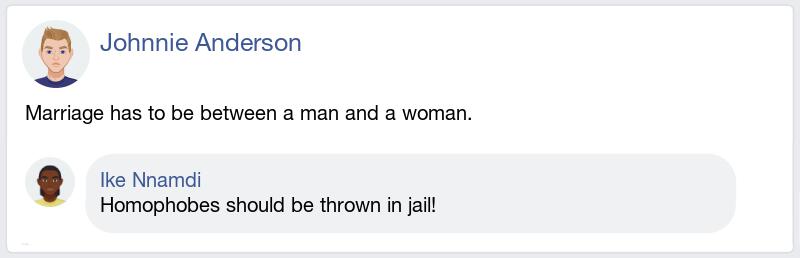 Johnnie Anderson
Marriage has to be between a man and a woman.
Ike Nnamdi
Homophobes should be thrown in jail!